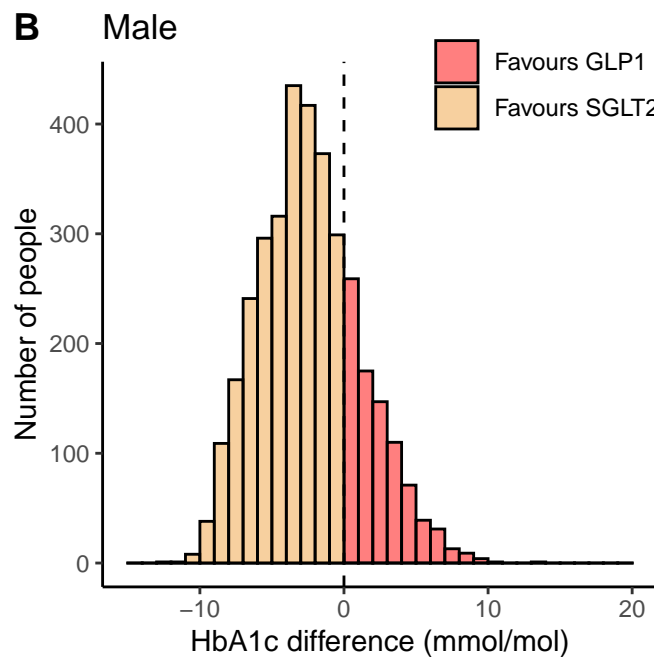 B Male
Favours GLP1
Favours SGLT2
Number of people
400
300
200
100
0
−10 0 10 20
HbA1c difference (mmol/mol)